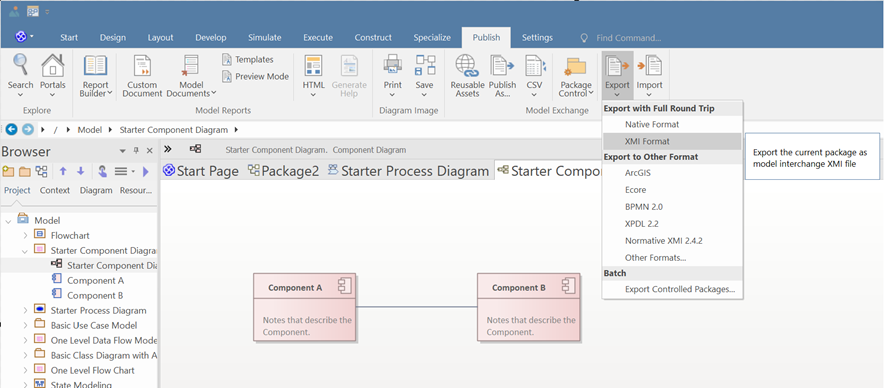 Start Design Layout Develop Simulate Execute Construct Specialize Publish Settings Find Command...
Search Portals Report Builder Custom Document Model Documents Templates Preview Mode HTML Generate Help Print Save Reusable Assets Publish As... CSV Package Control Export Import
Explore Model Reports Diagram Image Model Exchange
/ Model Starter Component Diagram
Browser
Project Context Diagram Resour...
Model
Flowchart
Starter Component Diagra
Starter Component Dia
Component A
Component B
Starter Process Diagram
Basic Use Case Model
One Level Data Flow Mode
Basic Class Diagram with A
One Level Flow Chart
State Modeling
Starter Component Diagram. Component Diagram
Start Page Package2 Starter Process Diagram Starter Compo
Component A
Notes that describe the
Component.
Component B
Notes that describe the
Component.
Export with Full Round Trip
Native Format
XMI Format
Export to Other Format
ArcGIS
Ecore
BPMN 2.0
XPDL 2.2
Normative XMI 2.4.2
Other Formats...
Batch
Export Controlled Packages...
Export the current package as
model interchange XMI file